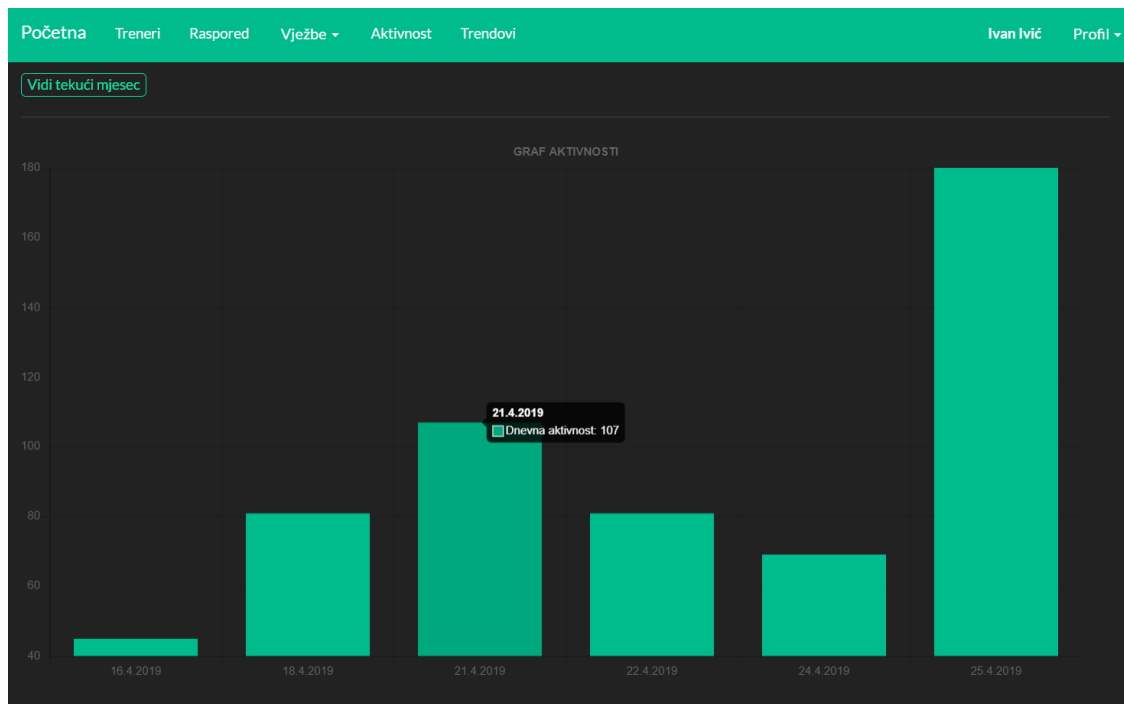 Početna Treneri Raspored Vježbe Aktivnost Trendovi Ivan Ivić Profil
Vidi tekući mjesec
GRAF AKTIVNOSTI
180
160
140
120
100
80
60
40
21.4.2019
Dnevna aktivnost: 107
16.4.2019 18.4.2019 21.4.2019 22.4.2019 24.4.2019 25.4.2019